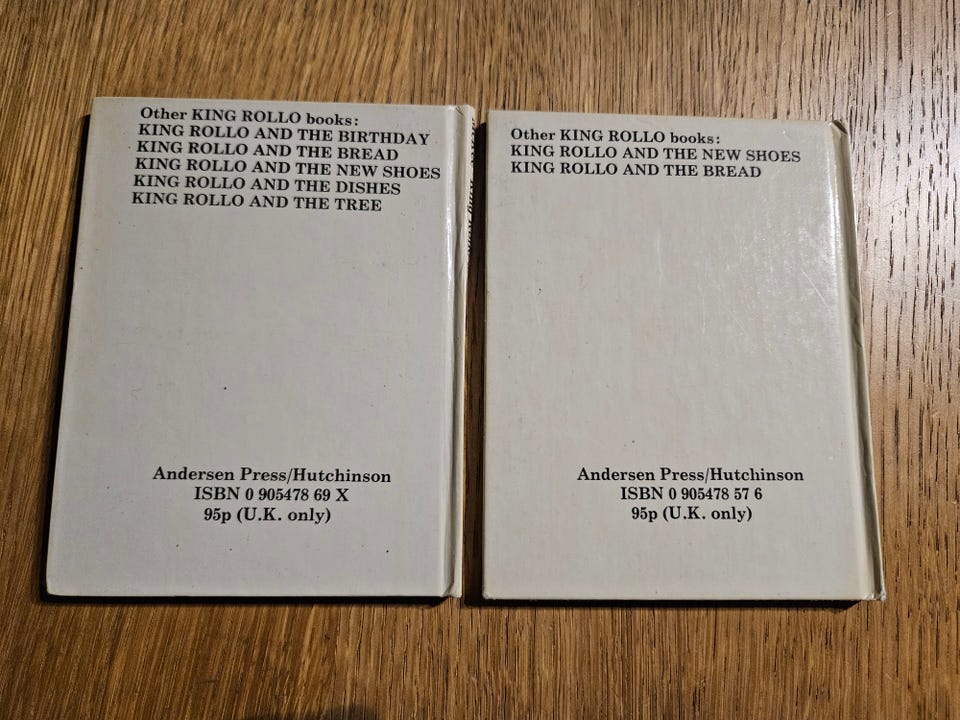 Other KING ROLLO books:
KING ROLLO AND THE BIRTHDAY
KING ROLLO AND THE BREAD
KING ROLLO AND THE NEW SHOES
KING ROLLO AND THE DISHES
KING ROLLO AND THE TREE
Andersen Press/Hutchinson
ISBN 0 905478 69 X
95p (U.K. only)
Other KING ROLLO books:
KING ROLLO AND THE NEW SHOES
KING ROLLO AND THE BREAD
Andersen Press/Hutchinson
ISBN 0 905478 57 6
95p (U.K. only)